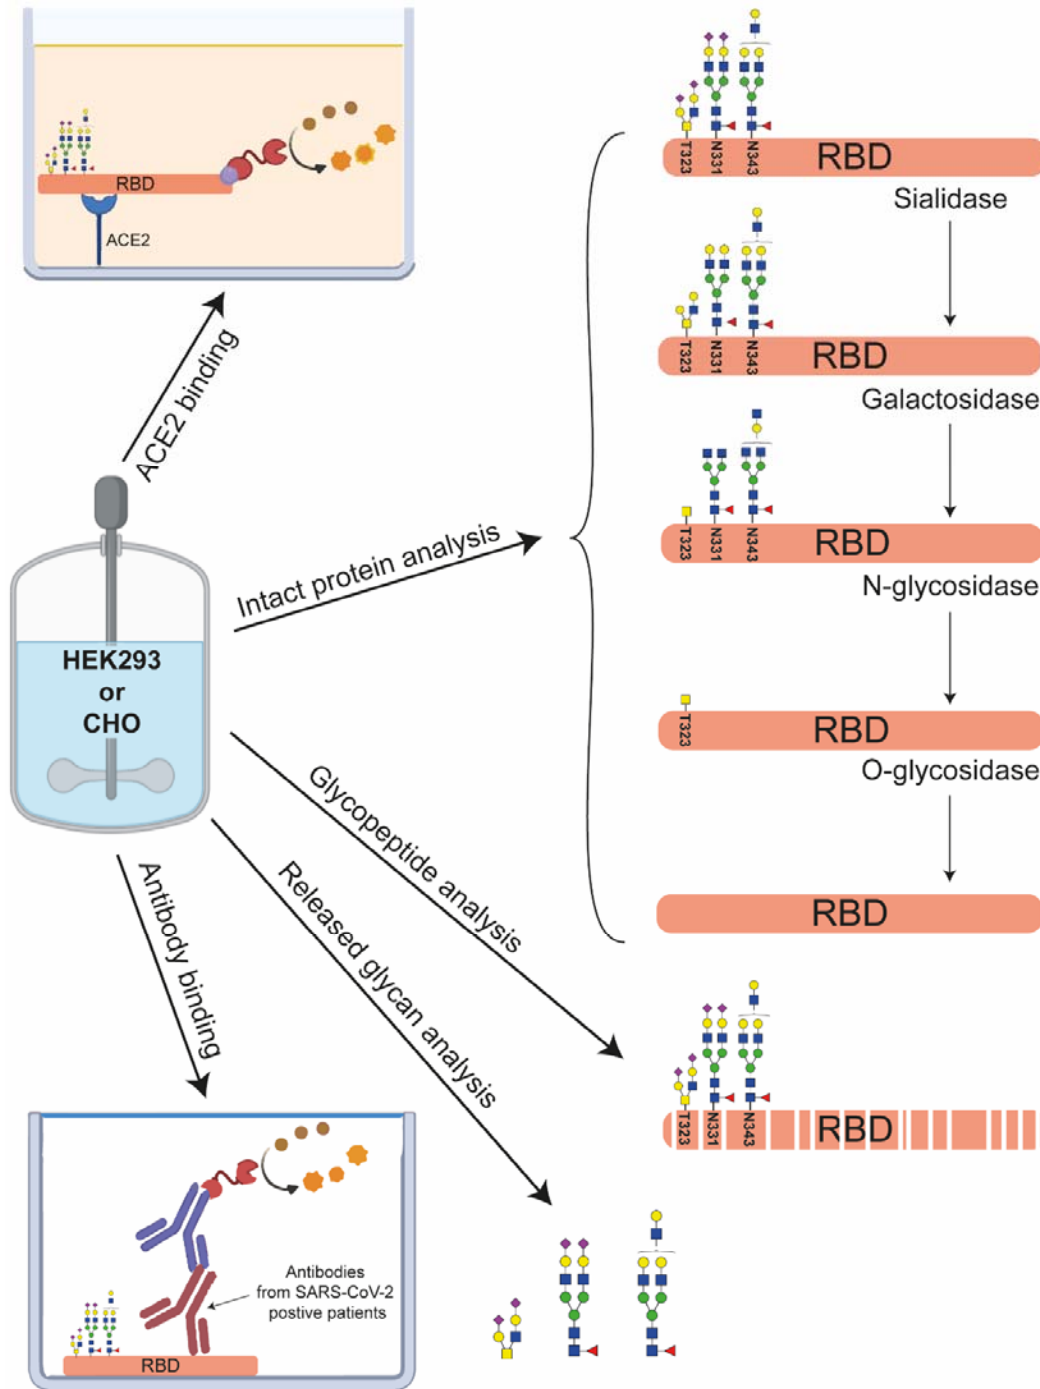 RBD
ACE2
ACE2 binding
HEK293
or
CHO
Intact protein analysis
Glycopeptide analysis
Released glycan analysis
Antibody binding
T323
N331
N343
RBD
Sialidase
T323
N331
N343
RBD
Galactosidase
T323
N331
N343
RBD
N-glycosidase
T323
RBD
O-glycosidase
RBD
T323
N331
N343
RBD
Antibodies
from SARS-CoV-2
postive patients
RBD